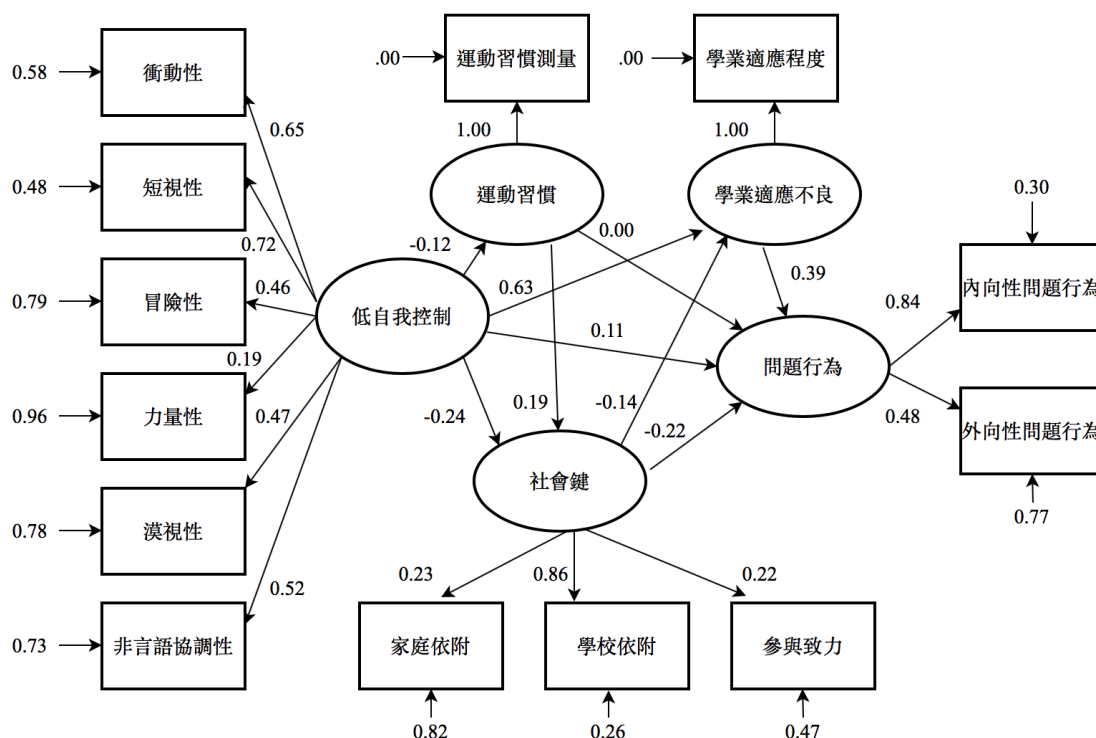 .00
運動習慣測量
.00
學業適應程度
0.58
衝動性
1.00
1.00
0.65
0.48
短視性
運動習慣
學業適應不良
0.30
0.72
-0.12
0.00
0.79
冒險性
0.46
低自我控制
0.63
0.39
內向性問題行為
0.84
0.11
0.19
問題行為
0.96
力量性
0.47
-0.24
0.19
-0.14
-0.22
0.48
外向性問題行為
社會鍵
0.78
漠視性
0.77
0.52
0.23
0.86
0.22
0.73
非言語協調性
家庭依附
學校依附
參與致力
0.82
0.26
0.47